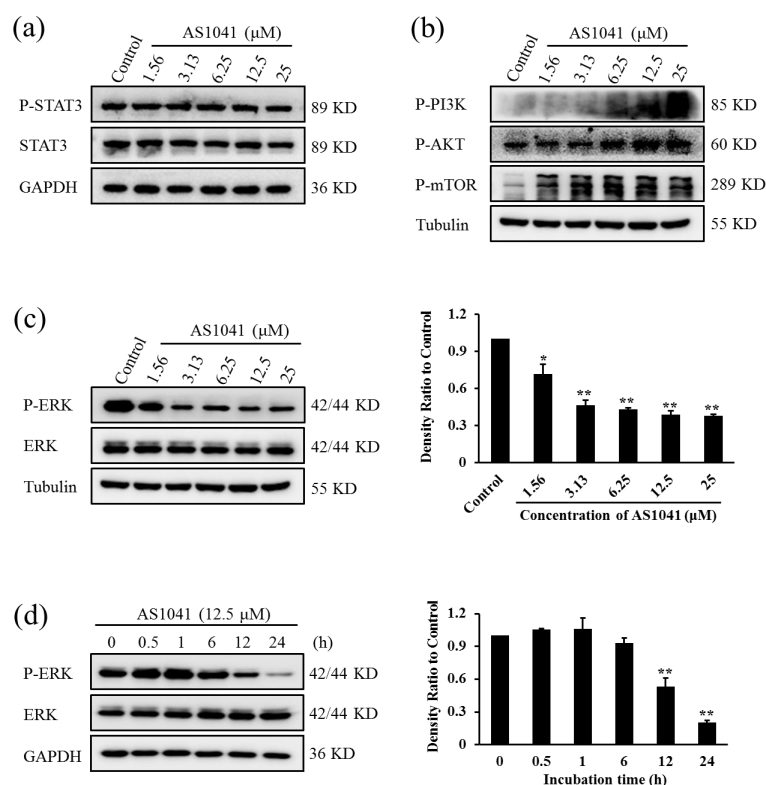 (a)
AS1041 (μM)
Control 1.56 3.13 6.25 12.5 25
P-STAT3 89 KD
STAT3 89 KD
GAPDH 36 KD
(b)
AS1041 (μM)
Control 1.56 3.13 6.25 12.5 25
P-PI3K 85 KD
P-AKT 60 KD
P-mTOR 289 KD
Tubulin 55 KD
(c)
AS1041 (μM)
Control 1.56 3.13 6.25 12.5 25
P-ERK 42/44 KD
ERK 42/44 KD
Tubulin 55 KD
Density Ratio to Control
1.2
0.9
0.6
0.3
0
* ** ** ** **
Control 1.56 3.13 6.25 12.5 25
Concentration of AS1041 (μM)
(d)
AS1041 (12.5 μM)
0 0.5 1 6 12 24 (h)
P-ERK 42/44 KD
ERK 42/44 KD
GAPDH 36 KD
Density Ratio to Control
1.2
0.9
0.6
0.3
0
** **
0 0.5 1 6 12 24
Incubation time (h)